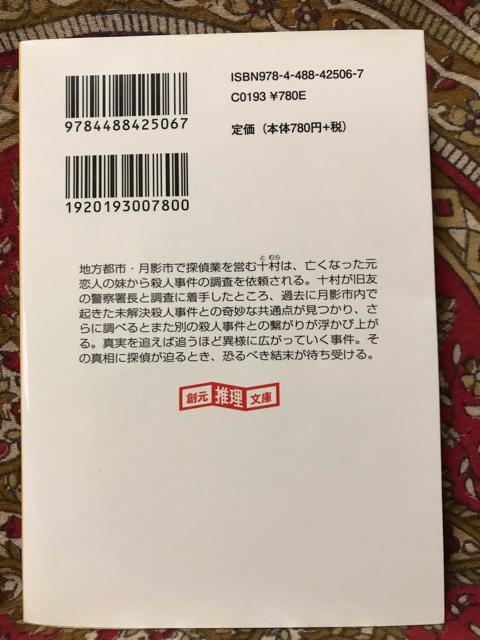 ISBN978-4-488-42506-7
C0193 ¥780E
9784488425067
定価（本体780円+税）
1920193007800
地方都市・月影市で探偵業を営む十村は、亡くなった元
とむら
恋人の妹から殺人事件の調査を依頼される。十村が旧友
の警察署長と調査に着手したところ、過去に月影市内で
起きた未解決殺人事件との奇妙な共通点が見つかり、さ
らに調べるとまた別の殺人事件との繋がりが浮かび上が
る。真実を追えば追うほど異様に広がっていく事件。そ
の真相に探偵が迫るとき、恐るべき結末が待ち受ける。
創元推理文庫